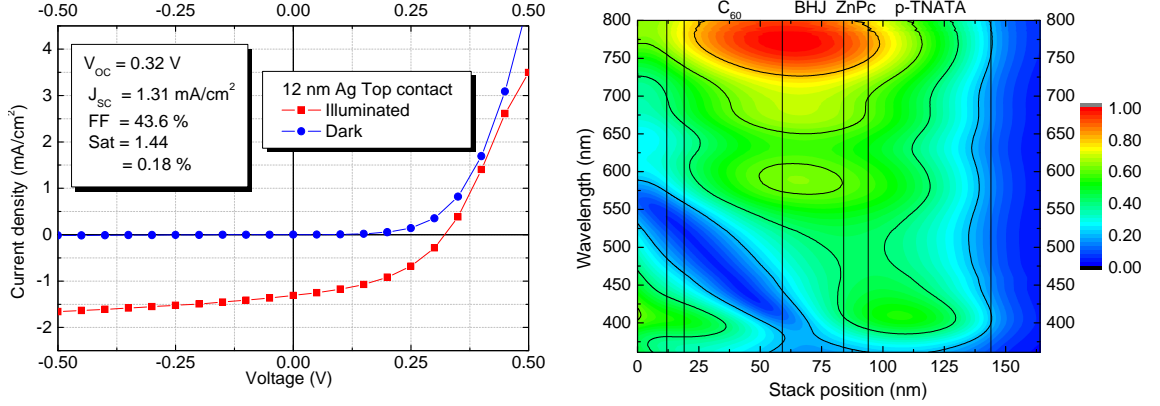 -0.50 -0.25 0.00 0.25 0.50
4
3
2
1
0
-1
-2
Current density (mA/cm²)
V_OC = 0.32 V
J_SC = 1.31 mA/cm²
FF = 43.6 %
Sat = 1.44
= 0.18 %
12 nm Ag Top contact
Illuminated
Dark
-0.50 -0.25 0.00 0.25 0.50
Voltage (V)
C₆₀ BHJ ZnPc p-TNATA
800
750
700
650
600
550
500
450
400
Wavelength (nm)
800
750
700
650
600
550
500
450
400
0 25 50 75 100 125 150
Stack position (nm)
1.00
0.80
0.60
0.40
0.20
0.00